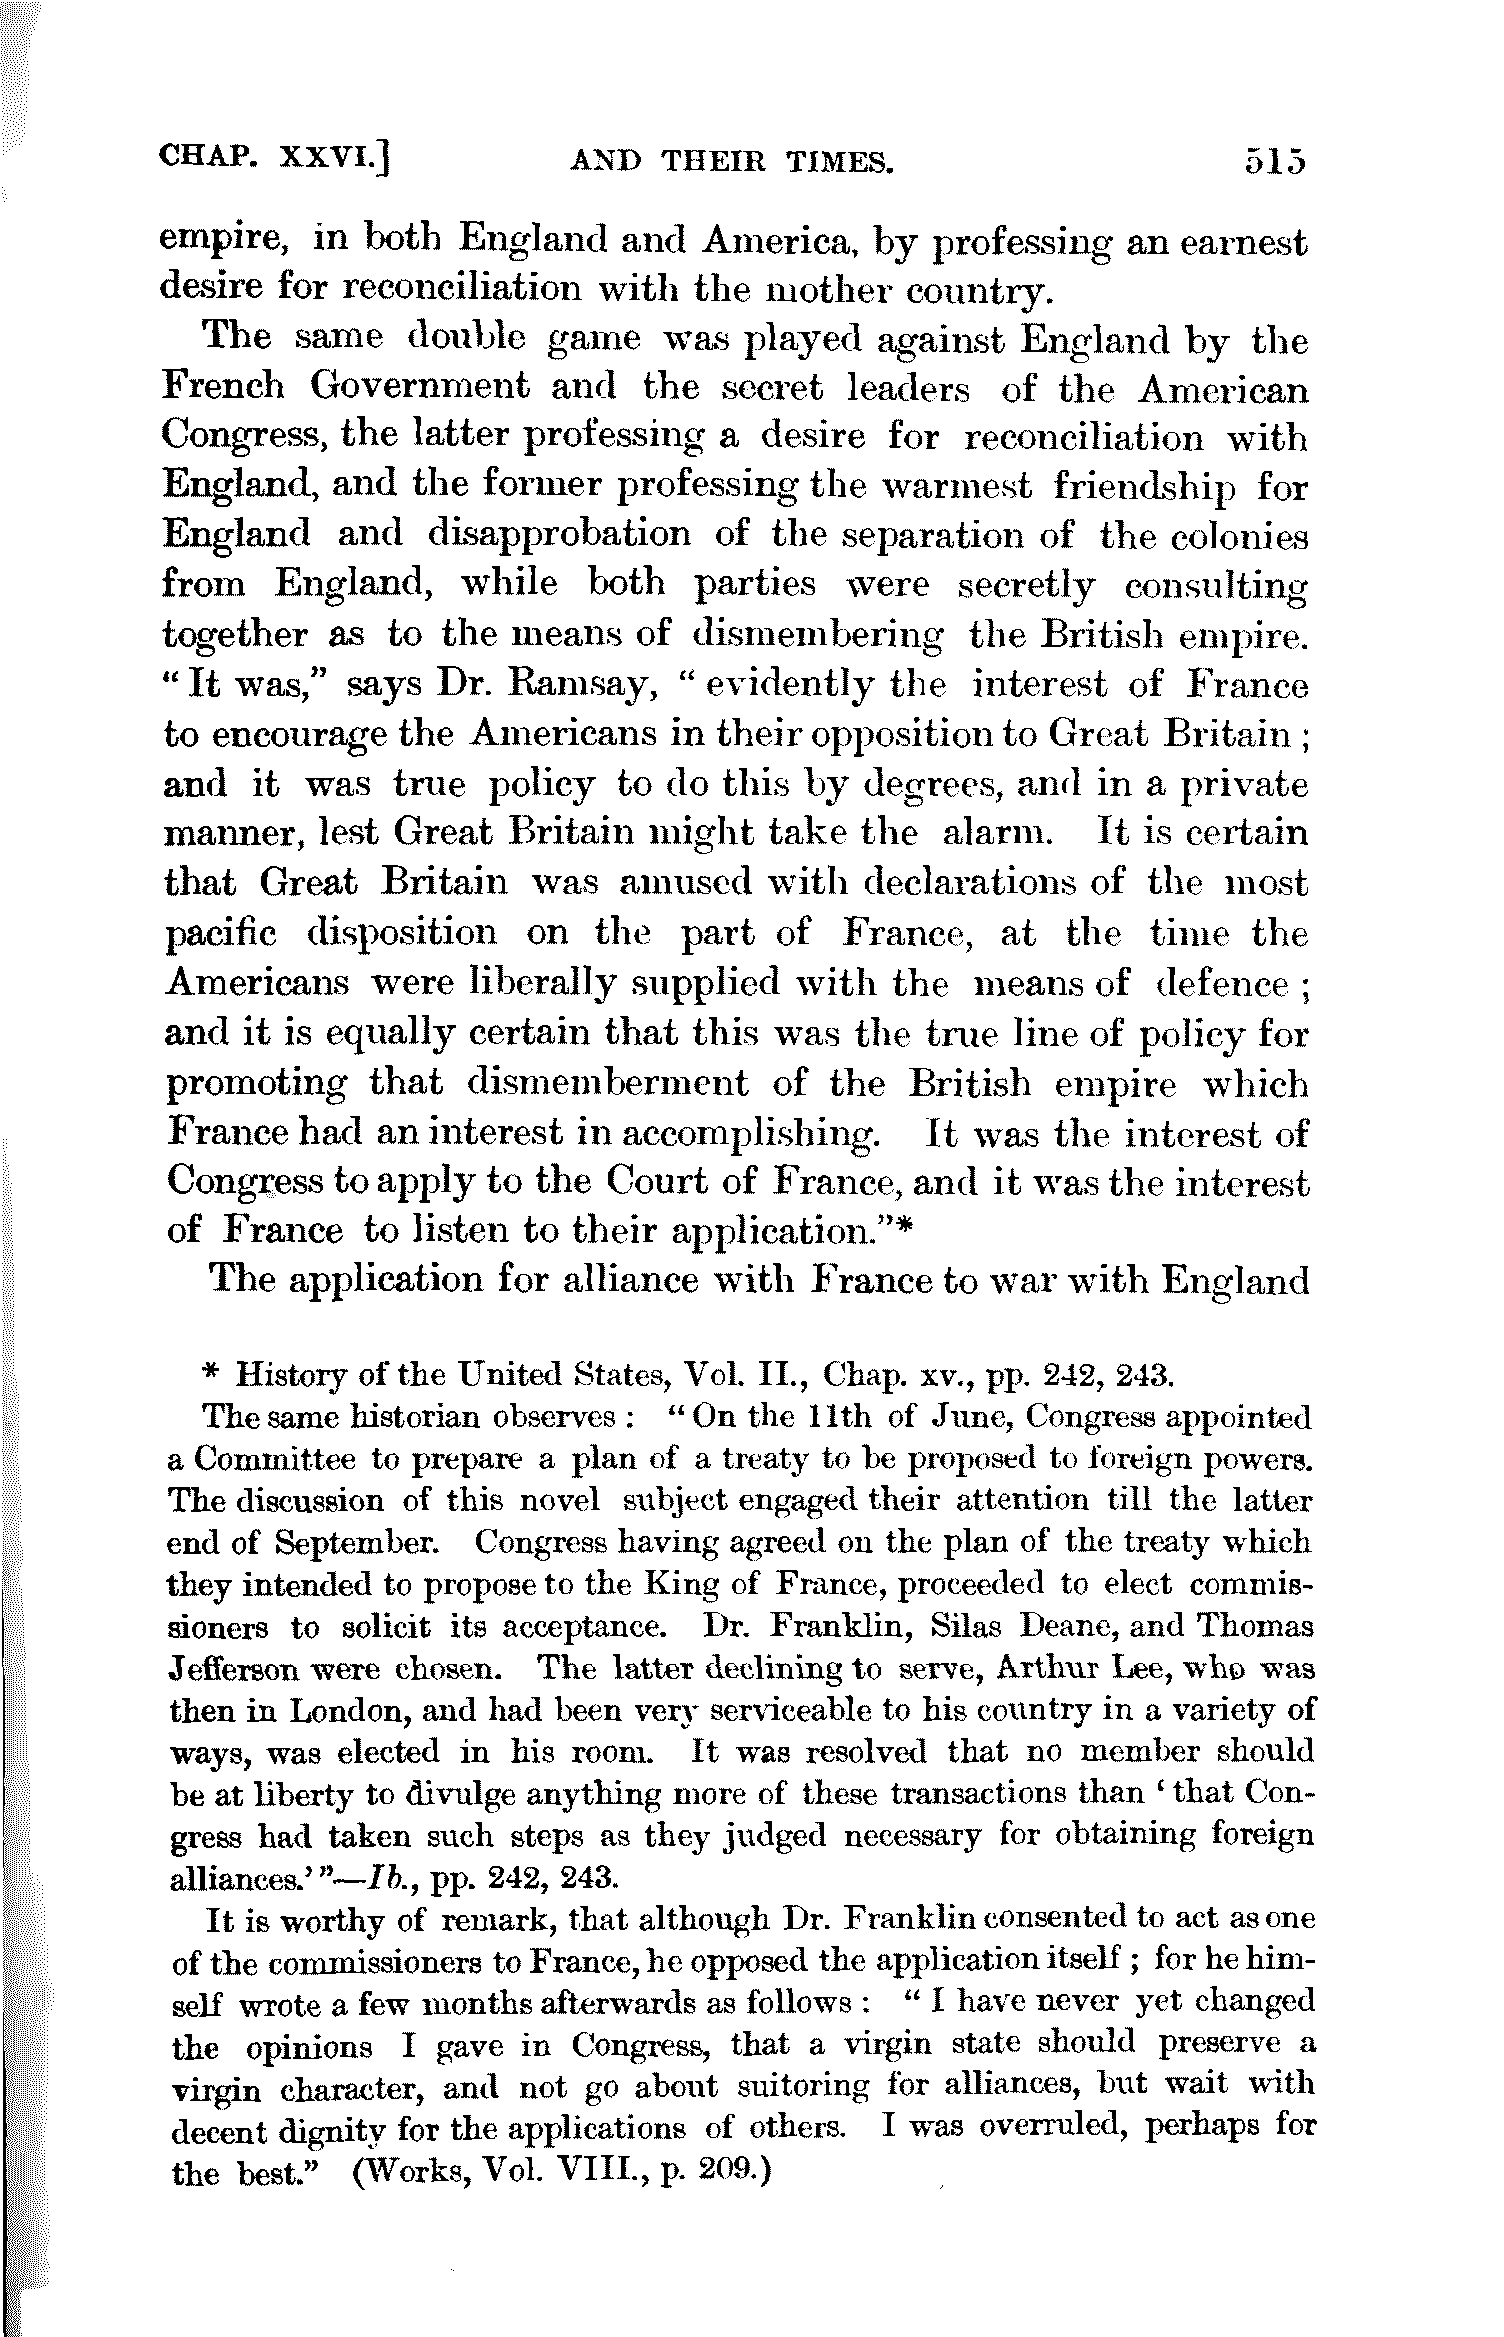 CHAP. XXVI.] AND THEIR TIMES. 515
empire, in both England and America, by professing an earnest
desire for reconciliation with the mother country.
The same double game was played against England by the
French Government and the secret leaders of the American
Congress, the latter professing a desire for reconciliation with
England, and the former professing the warmest friendship for
England and disapprobation of the separation of the colonies
from England, while both parties were secretly consulting
together as to the means of dismembering the British empire.
"It was," says Dr. Ramsay, "evidently the interest of France
to encourage the Americans in their opposition to Great Britain;
and it was true policy to do this by degrees, and in a private
manner, lest Great Britain might take the alarm. It is certain
that Great Britain was amused with declarations of the most
pacific disposition on the part of France, at the time the
Americans were liberally supplied with the means of defence;
and it is equally certain that this was the true line of policy for
promoting that dismemberment of the British empire which
France had an interest in accomplishing. It was the interest of
Congress to apply to the Court of France, and it was the interest
of France to listen to their application."*
The application for alliance with France to war with England
* History of the United States, Vol. II., Chap. xv., pp. 242, 243.
The same historian observes: "On the 11th of June, Congress appointed
a Committee to prepare a plan of a treaty to be proposed to foreign powers.
The discussion of this novel subject engaged their attention till the latter
end of September. Congress having agreed on the plan of the treaty which
they intended to propose to the King of France, proceeded to elect commis-
sioners to solicit its acceptance. Dr. Franklin, Silas Deane, and Thomas
Jefferson were chosen. The latter declining to serve, Arthur Lee, who was
then in London, and had been very serviceable to his country in a variety of
ways, was elected in his room. It was resolved that no member should
be at liberty to divulge anything more of these transactions than 'that Con-
gress had taken such steps as they judged necessary for obtaining foreign
alliances.'"—Ib., pp. 242, 243.
It is worthy of remark, that although Dr. Franklin consented to act as one
of the commissioners to France, he opposed the application itself; for he him-
self wrote a few months afterwards as follows: "I have never yet changed
the opinions I gave in Congress, that a virgin state should preserve a
virgin character, and not go about suitoring for alliances, but wait with
decent dignity for the applications of others. I was overruled, perhaps for
the best." (Works, Vol. VIII., p. 209.)